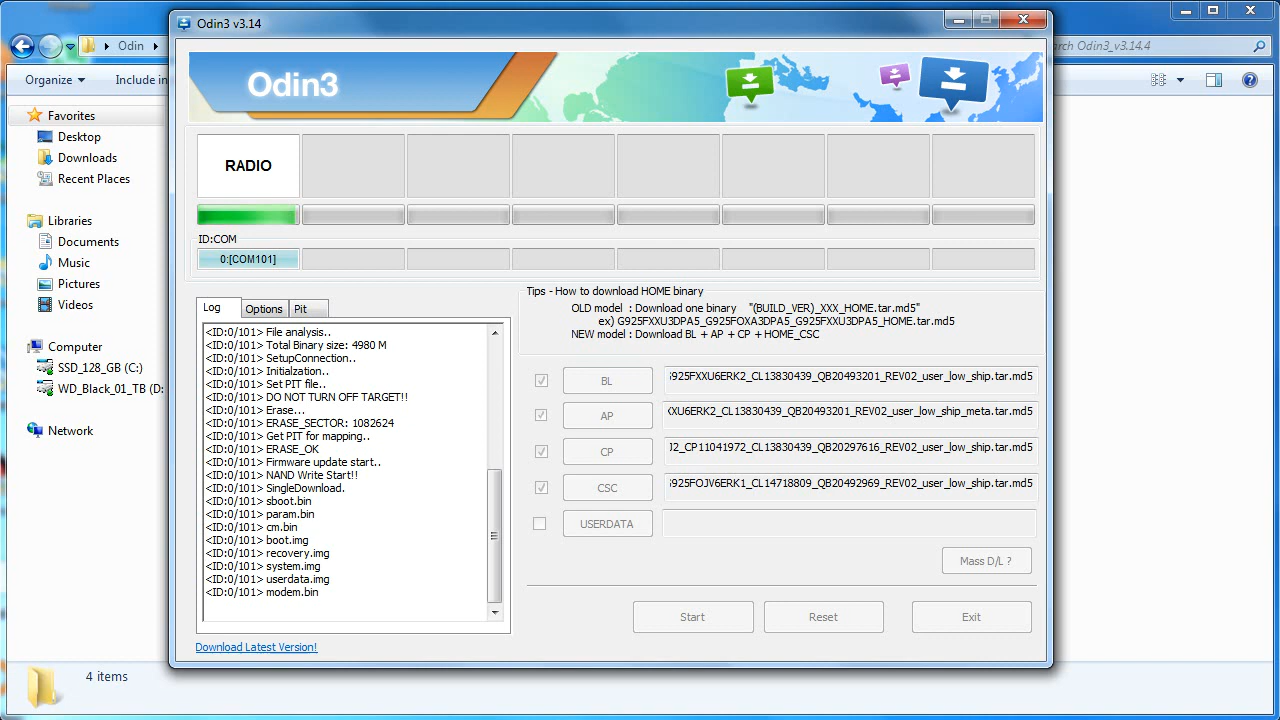 Odin3 v3.14
Odin
rch Odin3_v3.14.4
Organize
Include in
Favorites
Desktop
Downloads
Recent Places
Libraries
Documents
Music
Pictures
Videos
Computer
SSD_128_GB (C:)
WD_Black_01_TB (D:
Network
4 items
Odin3
RADIO
ID:COM
0:[COM101]
Log
Options
Pit
<ID:0/101> File analysis..
<ID:0/101> Total Binary size: 4980 M
<ID:0/101> SetupConnection..
<ID:0/101> Initialzation..
<ID:0/101> Set PIT file..
<ID:0/101> DO NOT TURN OFF TARGET!!
<ID:0/101> Erase...
<ID:0/101> ERASE_SECTOR: 1082624
<ID:0/101> Get PIT for mapping..
<ID:0/101> ERASE_OK
<ID:0/101> Firmware update start..
<ID:0/101> NAND Write Start!!
<ID:0/101> SingleDownload.
<ID:0/101> sboot.bin
<ID:0/101> param.bin
<ID:0/101> cm.bin
<ID:0/101> boot.img
<ID:0/101> recovery.img
<ID:0/101> system.img
<ID:0/101> userdata.img
<ID:0/101> modem.bin
Download Latest Version!
Tips - How to download HOME binary
OLD model : Download one binary "(BUILD_VER)_XXX_HOME.tar.md5"
ex) G925FXXU3DPA5_G925FOXA3DPA5_G925FXXU3DPA5_HOME.tar.md5
NEW model : Download BL + AP + CP + HOME_CSC
BL
925FXXU6ERK2_CL13830439_QB20493201_REV02_user_low_ship.tar.md5
AP
XU6ERK2_CL13830439_QB20493201_REV02_user_low_ship_meta.tar.md5
CP
J2_CP11041972_CL13830439_QB20297616_REV02_user_low_ship.tar.md5
CSC
925FOJV6ERK1_CL14718809_QB20492969_REV02_user_low_ship.tar.md5
USERDATA
Mass D/L ?
Start
Reset
Exit